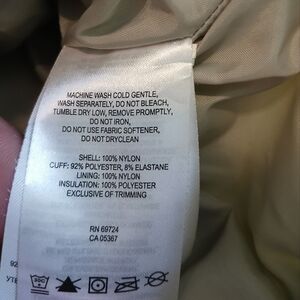 MACHINE WASH COLD GENTLE,
WASH SEPARATELY, DO NOT BLEACH,
TUMBLE DRY LOW, REMOVE PROMPTLY,
DO NOT IRON,
DO NOT USE FABRIC SOFTENER,
DO NOT DRYCLEAN
SHELL: 100% NYLON
CUFF: 92% POLYESTER, 8% ELASTANE
LINING: 100% NYLON
INSULATION: 100% POLYESTER
EXCLUSIVE OF TRIMMING
RN 69724
CA 05367
92
УТЕ